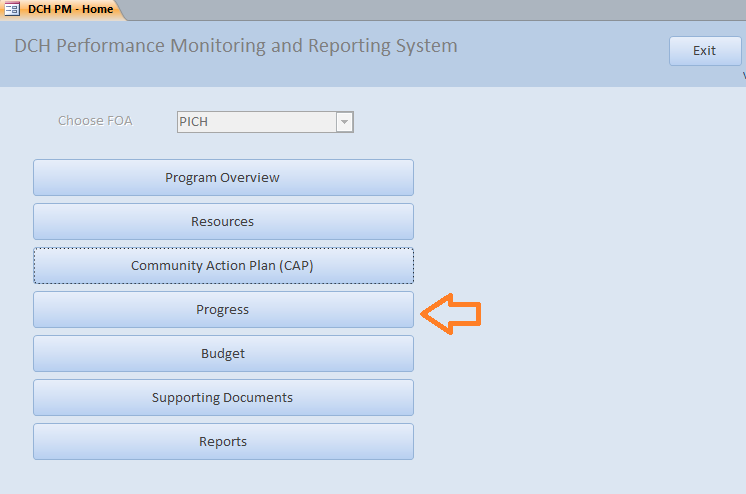 DCH PM - Home
DCH Performance Monitoring and Reporting System
Exit
Choose FOA
PICH
Program Overview
Resources
Community Action Plan (CAP)
Progress
Budget
Supporting Documents
Reports